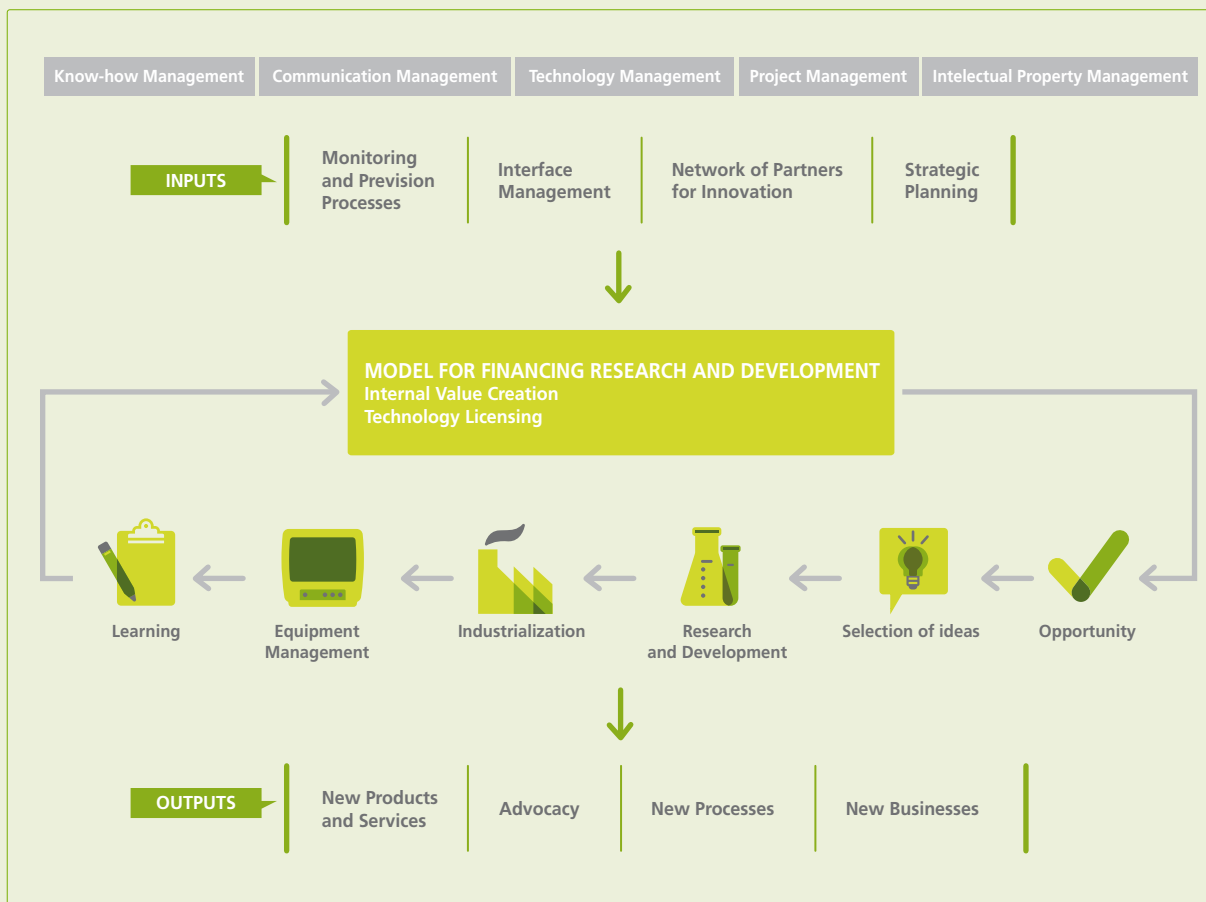 Know-how Management
Communication Management
Technology Management
Project Management
Intelectual Property Management
INPUTS
Monitoring
and Prevision
Processes
Interface
Management
Network of Partners
for Innovation
Strategic
Planning
MODEL FOR FINANCING RESEARCH AND DEVELOPMENT
Internal Value Creation
Technology Licensing
Learning
Equipment
Management
Industrialization
Research
and Development
Selection of ideas
Opportunity
OUTPUTS
New Products
and Services
Advocacy
New Processes
New Businesses